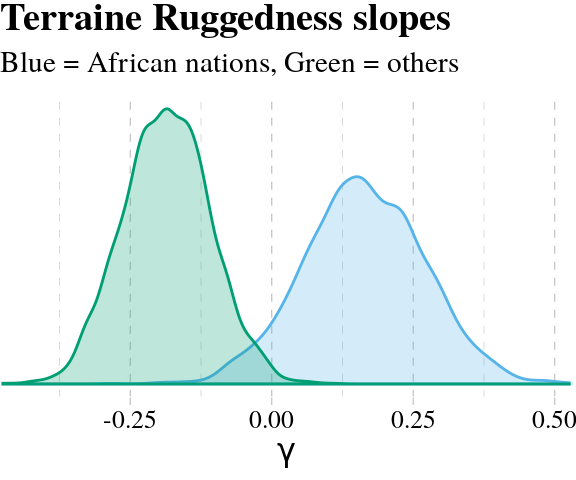 Terraine Ruggedness slopes
Blue = African nations, Green = others
-0.25 0.00 0.25 0.50
γ